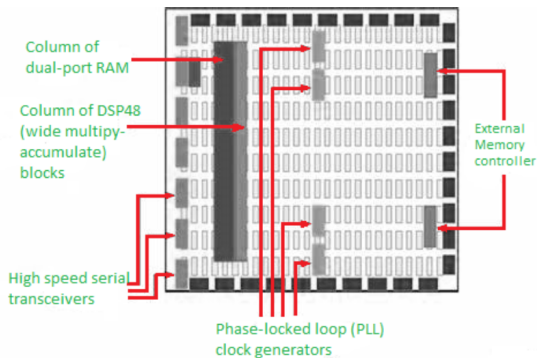 Column of
dual-port RAM
Column of DSP48
(wide multipy-
accumulate)
blocks
External
Memory
controller
High speed serial
transceivers
Phase-locked loop (PLL)
clock generators